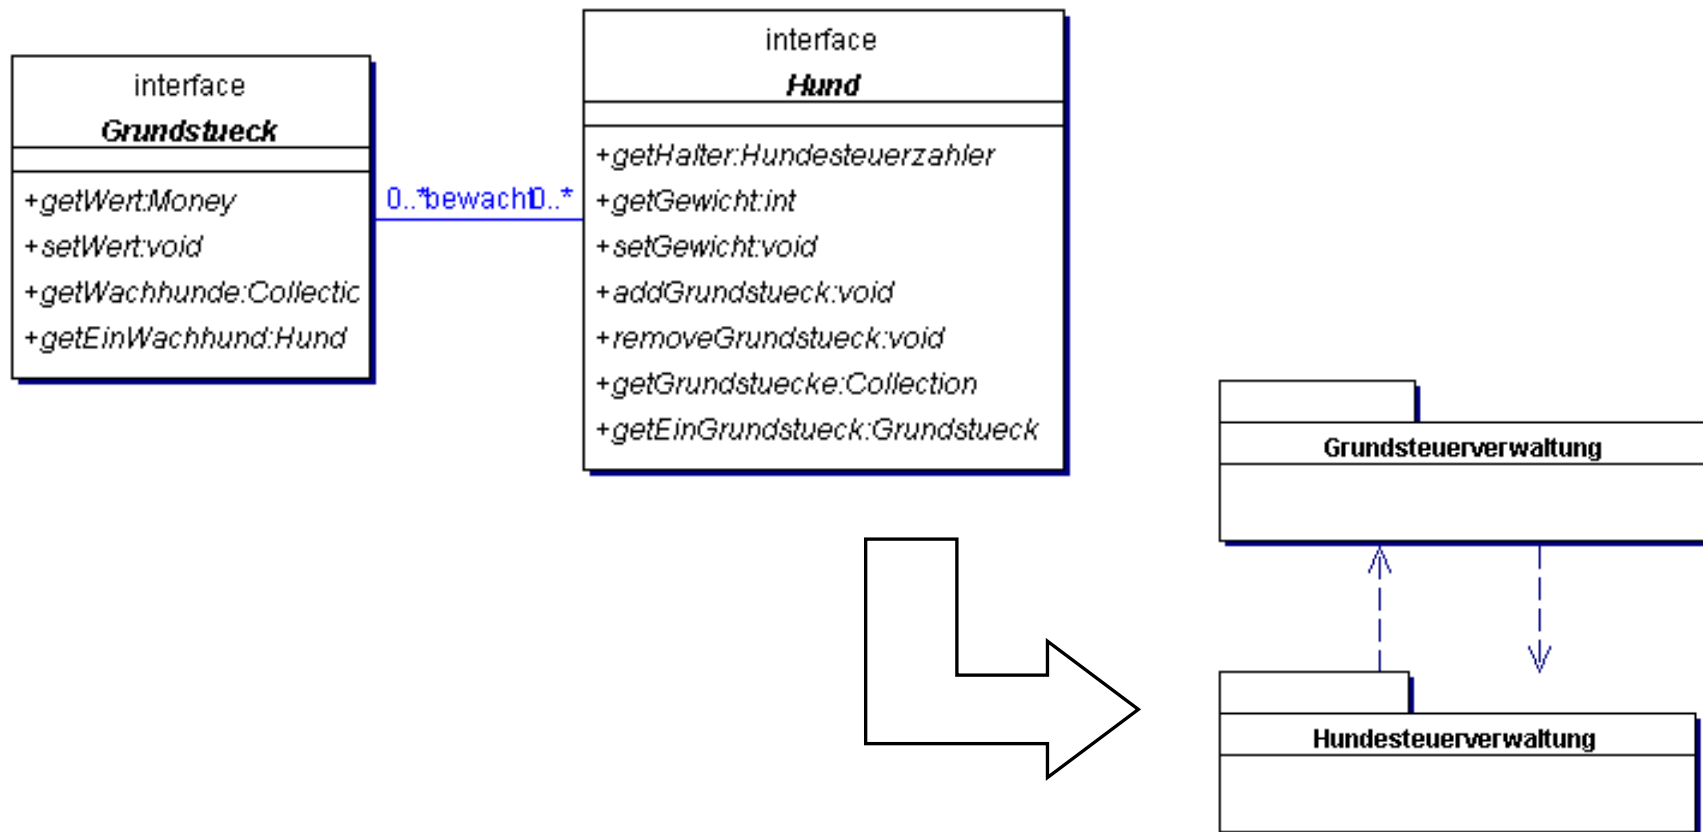 interface
Grundstueck
+getWert:Money
+setWert:void
+getWachhunde:Collectic
+getEinWachhund:Hund
0..*bewacht0..*
interface
Hund
+getHalter:Hundesteuerzahler
+getGewicht:int
+setGewicht:void
+addGrundstueck:void
+removeGrundstueck:void
+getGrundstuecke:Collection
+getEinGrundstueck:Grundstueck
Grundsteuerverwaltung
Hundesteuerverwaltung